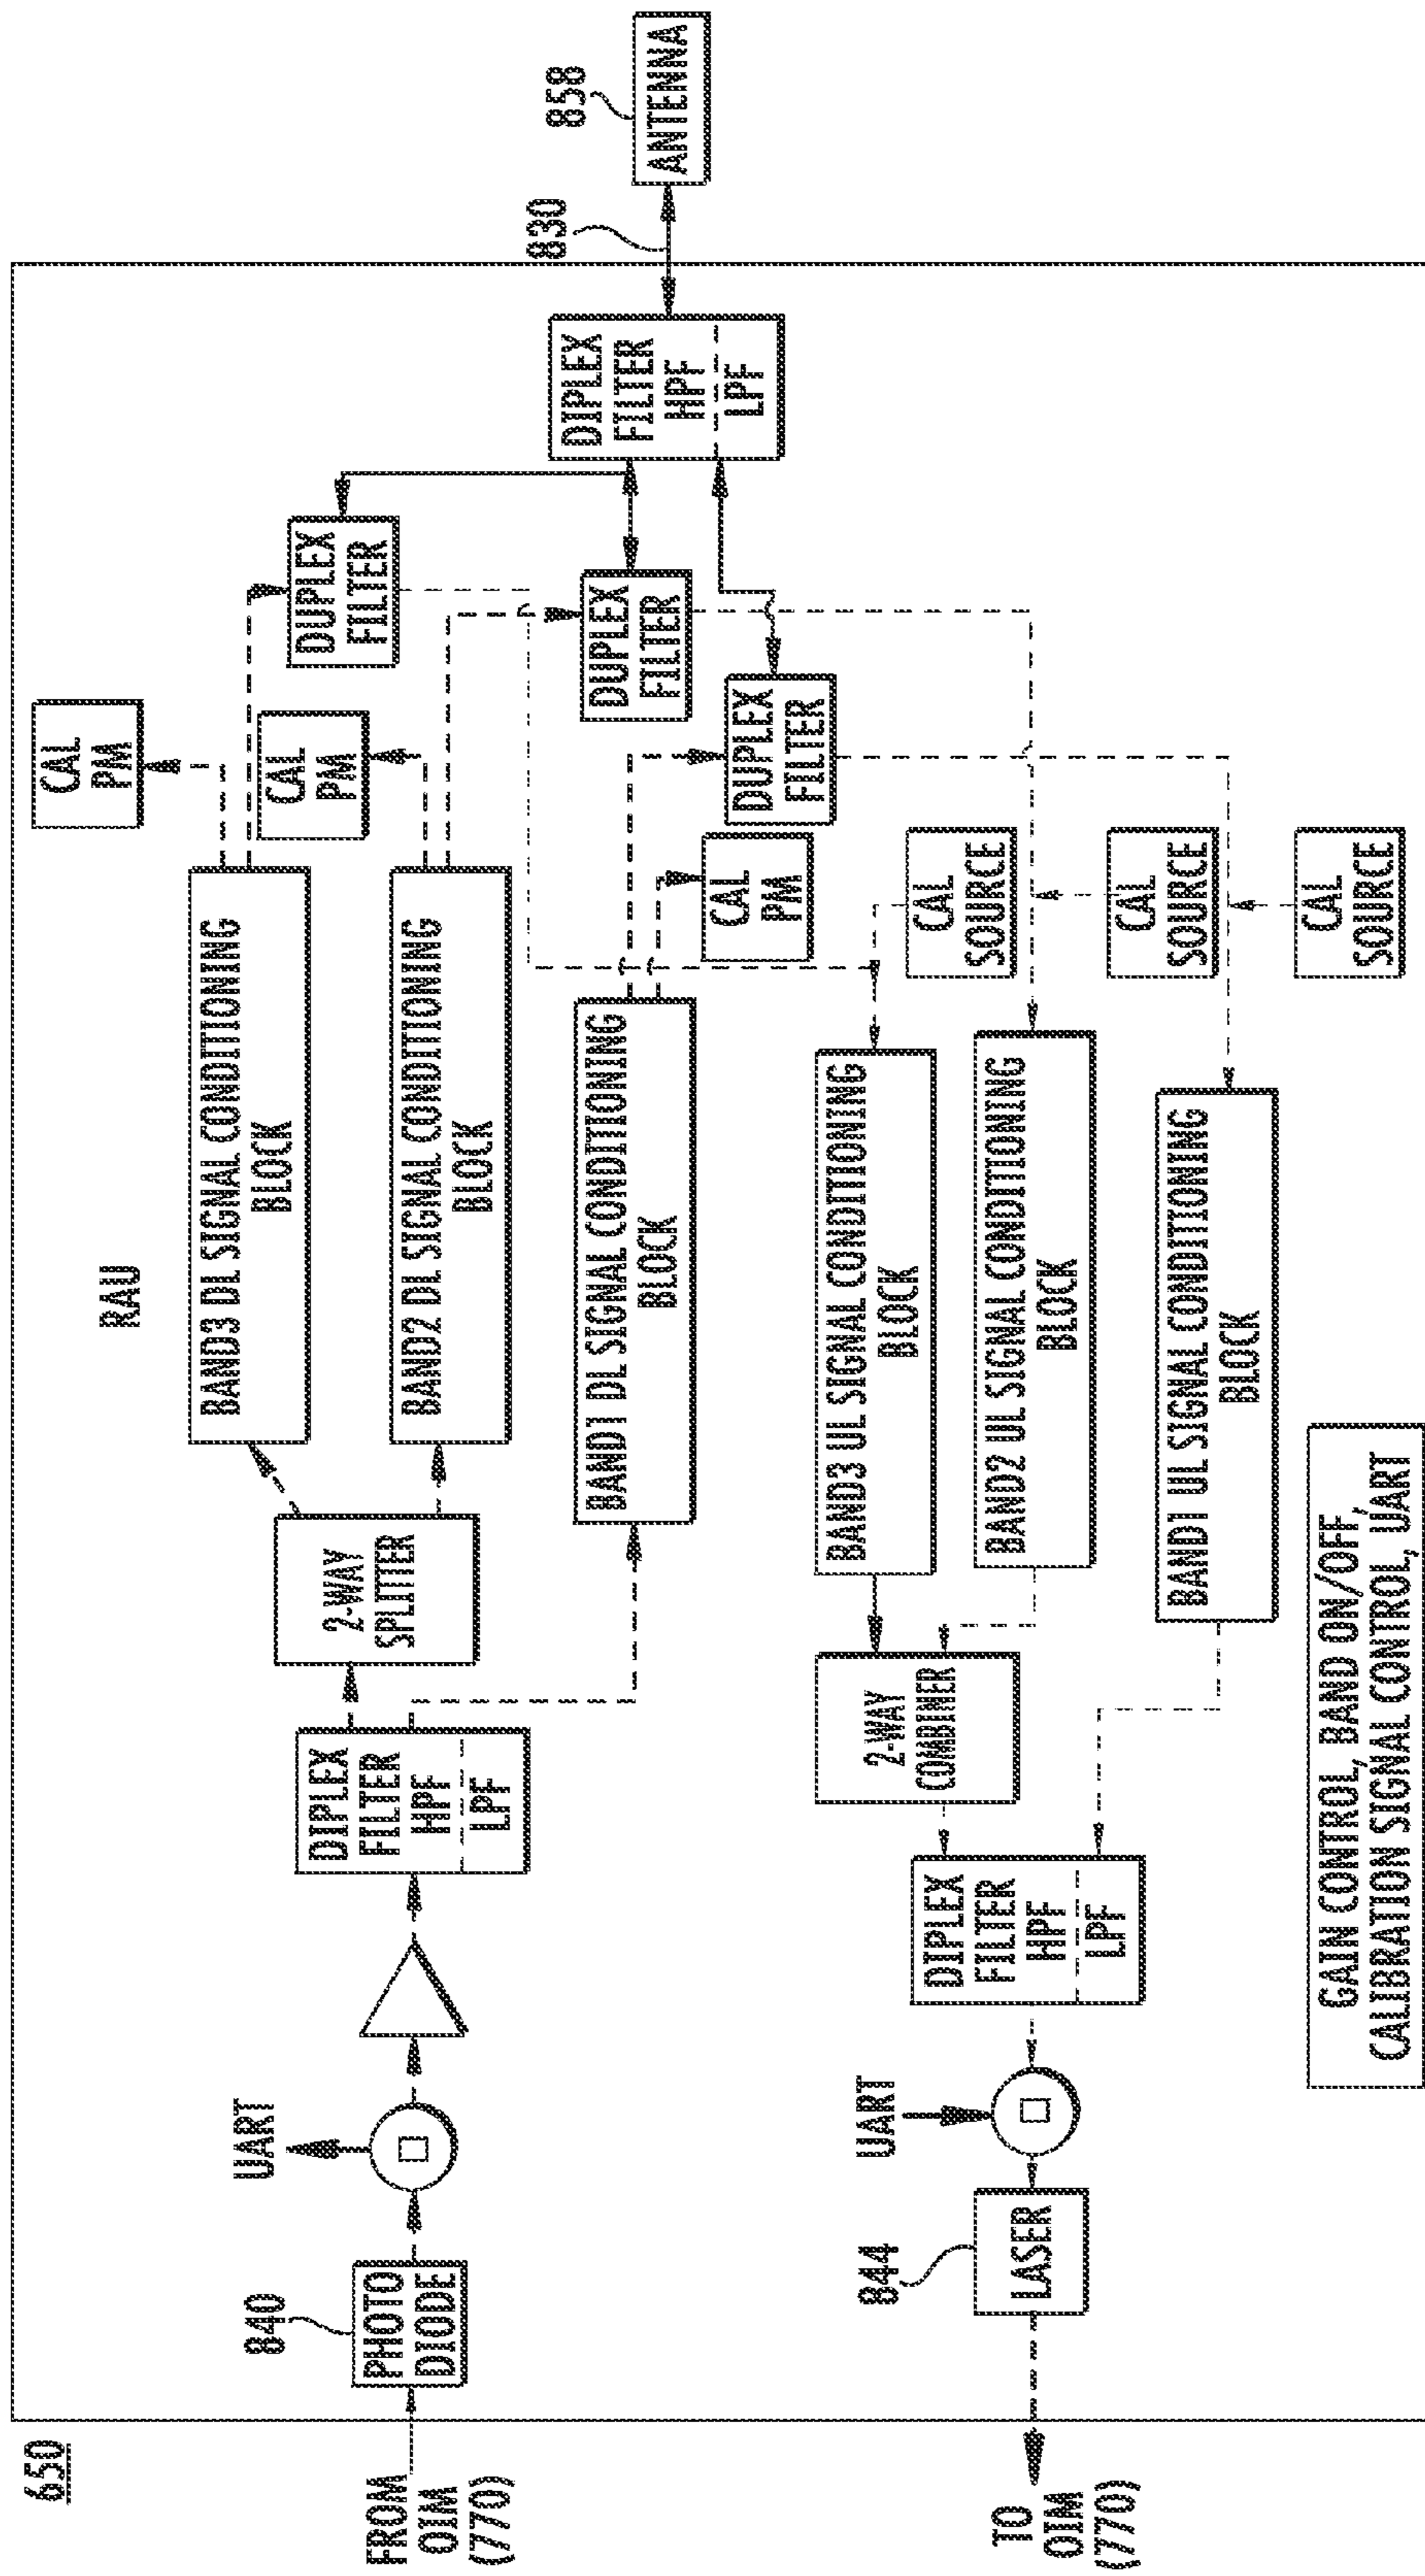 650
RAU
FROM
OIM
(770)
840
PHOTO
DIODE
UART
DIPLEX
FILTER
HPF
LPF
2-WAY
SPLITTER
BAND3 DL SIGNAL CONDITIONING
BLOCK
BAND2 DL SIGNAL CONDITIONING
BLOCK
BAND1 DL SIGNAL CONDITIONING
BLOCK
CAL
PM
CAL
PM
CAL
PM
DUPLEX
FILTER
DUPLEX
FILTER
DUPLEX
FILTER
DIPLEX
FILTER
HPF
LPF
830
858
ANTENNA
TO
OIM
(770)
844
LASER
UART
DIPLEX
FILTER
HPF
LPF
2-WAY
COMBINER
BAND3 UL SIGNAL CONDITIONING
BLOCK
BAND2 UL SIGNAL CONDITIONING
BLOCK
BAND1 UL SIGNAL CONDITIONING
BLOCK
CAL
SOURCE
CAL
SOURCE
CAL
SOURCE
GAIN CONTROL, BAND ON/OFF,
CALIBRATION SIGNAL CONTROL, UART